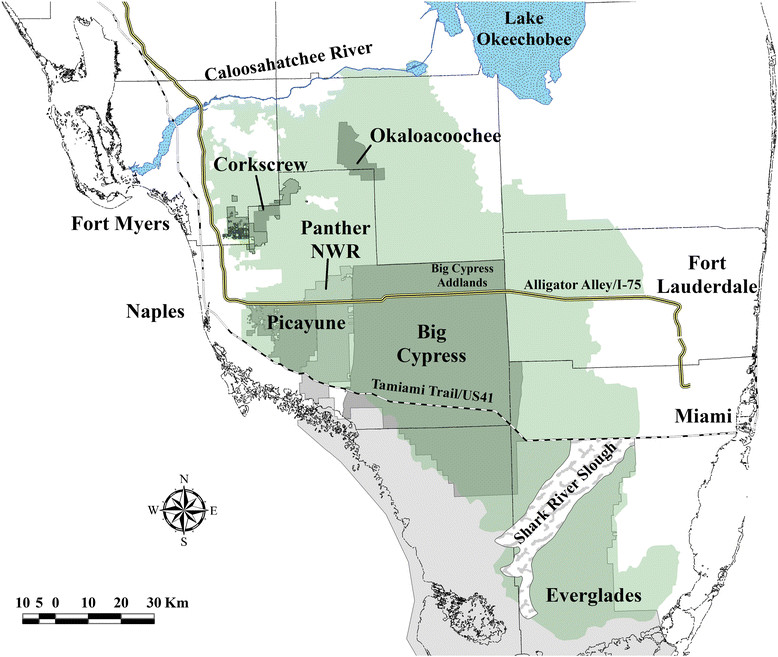 Lake
Okeechobee
Caloosahatchee River
Okaloacoochee
Corkscrew
Fort Myers
Panther
NWR
Big Cypress
Addlands
Alligator Alley/I-75
Fort
Lauderdale
Naples
Picayune
Big
Cypress
Tamiami Trail/US41
Miami
Shark River Slough
N
W
E
S
Everglades
10 5 0 10 20 30 Km